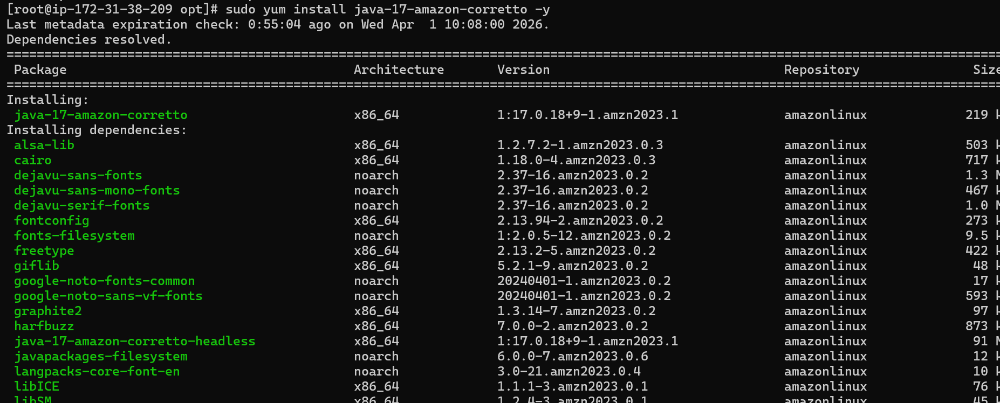 [root@ip-172-31-38-209 opt]# sudo yum install java-17-amazon-corretto -y
Last metadata expiration check: 0:55:04 ago on Wed Apr  1 10:08:00 2026.
Dependencies resolved.
Package Architecture Version Repository Size
Installing:
java-17-amazon-corretto x86_64 1:17.0.18+9-1.amzn2023.1 amazonlinux 219 k
Installing dependencies:
alsa-lib x86_64 1.2.7.2-1.amzn2023.0.3 amazonlinux 503 k
cairo x86_64 1.18.0-4.amzn2023.0.3 amazonlinux 717 k
dejavu-sans-fonts noarch 2.37-16.amzn2023.0.2 amazonlinux 1.3 M
dejavu-sans-mono-fonts noarch 2.37-16.amzn2023.0.2 amazonlinux 467 k
dejavu-serif-fonts noarch 2.37-16.amzn2023.0.2 amazonlinux 1.0 M
fontconfig x86_64 2.13.94-2.amzn2023.0.2 amazonlinux 273 k
fonts-filesystem noarch 1:2.0.5-12.amzn2023.0.2 amazonlinux 9.5 k
freetype x86_64 2.13.2-5.amzn2023.0.2 amazonlinux 422 k
giflib x86_64 5.2.1-9.amzn2023.0.2 amazonlinux 48 k
google-noto-fonts-common noarch 20240401-1.amzn2023.0.2 amazonlinux 17 k
google-noto-sans-vf-fonts noarch 20240401-1.amzn2023.0.2 amazonlinux 593 k
graphite2 x86_64 1.3.14-7.amzn2023.0.2 amazonlinux 97 k
harfbuzz x86_64 7.0.0-2.amzn2023.0.2 amazonlinux 873 k
java-17-amazon-corretto-headless x86_64 1:17.0.18+9-1.amzn2023.1 amazonlinux 91 M
javapackages-filesystem noarch 6.0.0-7.amzn2023.0.6 amazonlinux 12 k
langpacks-core-font-en noarch 3.0-21.amzn2023.0.4 amazonlinux 10 k
libICE x86_64 1.1.1-3.amzn2023.0.1 amazonlinux 76 k
libSM x86_64 1.2.4-3.amzn2023.0.1 amazonlinux 45 k